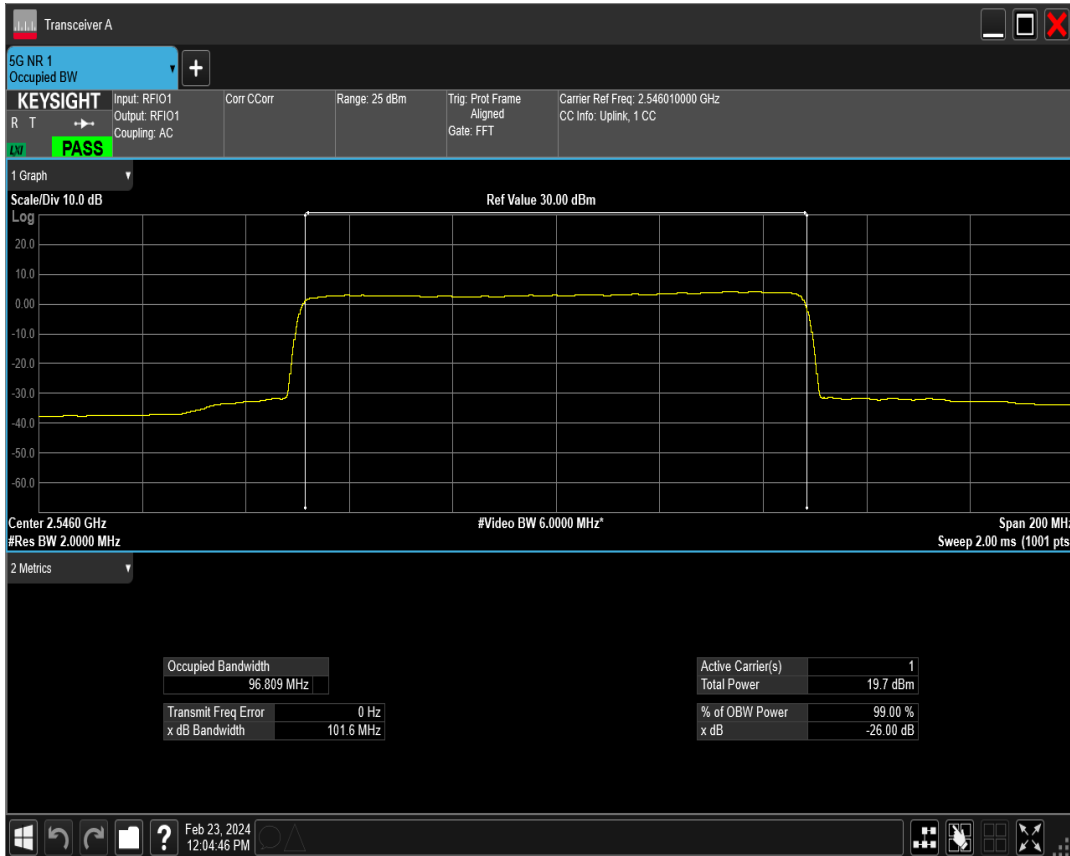 Transceiver A
5G NR 1
Occupied BW
KEYSIGHT
R T
LXI
PASS
Input: RFIO1
Output: RFIO1
Coupling: AC
Corr CCorr
Range: 25 dBm
Trig: Prot Frame
Aligned
Gate: FFT
Carrier Ref Freq: 2.546010000 GHz
CC Info: Uplink, 1 CC
1 Graph
Scale/Div 10.0 dB
Ref Value 30.00 dBm
Log
20.0
10.0
0.00
-10.0
-20.0
-30.0
-40.0
-50.0
-60.0
Center 2.5460 GHz
#Video BW 6.0000 MHz*
Span 200 MHz
#Res BW 2.0000 MHz
Sweep 2.00 ms (1001 pts
2 Metrics
Occupied Bandwidth
96.809 MHz
Transmit Freq Error 0 Hz
x dB Bandwidth 101.6 MHz
Active Carrier(s) 1
Total Power 19.7 dBm
% of OBW Power 99.00 %
x dB -26.00 dB
?
Feb 23, 2024
12:04:46 PM